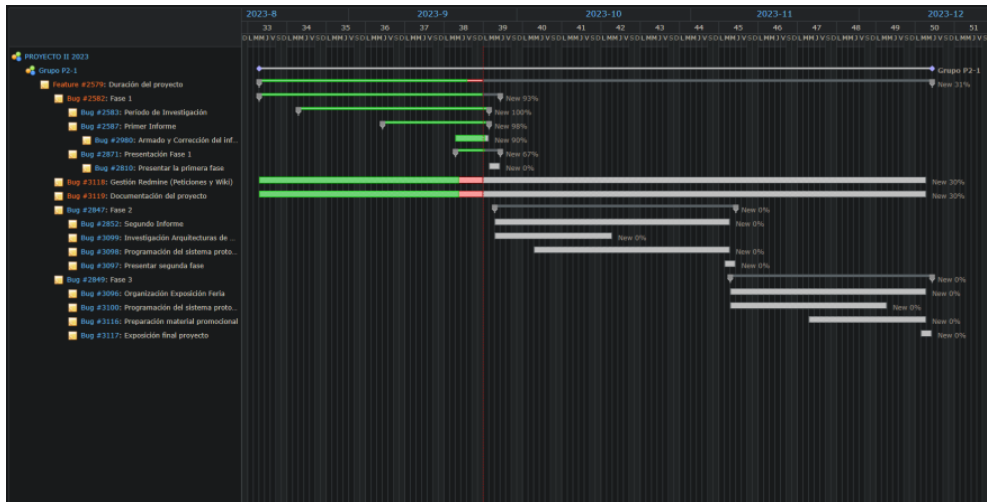 2023-8 2023-9 2023-10 2023-11 2023-12
33 34 35 36 37 38 39 40 41 42 43 44 45 46 47 48 49 50 51
PROYECTO II 2023
Grupo P2-1 Grupo P2-1
Feature #2579: Duración del proyecto New 31%
Bug #2582: Fase 1 New 93%
Bug #2583: Período de Investigación New 100%
Bug #2587: Primer Informe New 98%
Bug #2980: Armado y Corrección del inf... New 90%
Bug #2871: Presentación Fase 1 New 67%
Bug #2810: Presentar la primera fase New 0%
Bug #3118: Gestión Redmine (Peticiones y Wiki) New 30%
Bug #3119: Documentación del proyecto New 30%
Bug #2847: Fase 2 New 0%
Bug #2852: Segundo Informe New 0%
Bug #3099: Investigación Arquitecturas de ... New 0%
Bug #3098: Programación del sistema proto... New 0%
Bug #3097: Presentar segunda fase New 0%
Bug #2849: Fase 3 New 0%
Bug #3096: Organización Exposición Feria New 0%
Bug #3100: Programación del sistema proto... New 0%
Bug #3116: Preparación material promocional New 0%
Bug #3117: Exposición final proyecto New 0%